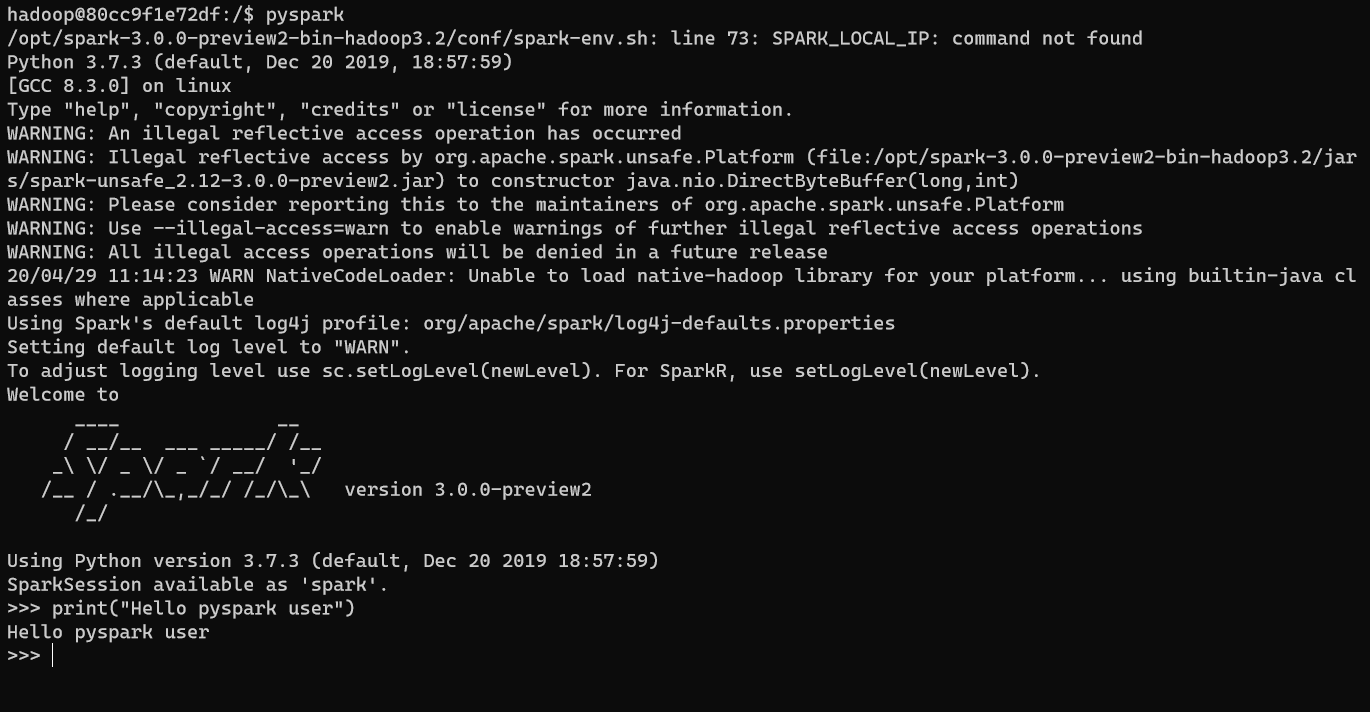 hadoop@80cc9f1e72df:/$ pyspark
/opt/spark-3.0.0-preview2-bin-hadoop3.2/conf/spark-env.sh: line 73: SPARK_LOCAL_IP: command not found
Python 3.7.3 (default, Dec 20 2019, 18:57:59)
[GCC 8.3.0] on linux
Type "help", "copyright", "credits" or "license" for more information.
WARNING: An illegal reflective access operation has occurred
WARNING: Illegal reflective access by org.apache.spark.unsafe.Platform (file:/opt/spark-3.0.0-preview2-bin-hadoop3.2/jar
s/spark-unsafe_2.12-3.0.0-preview2.jar) to constructor java.nio.DirectByteBuffer(long,int)
WARNING: Please consider reporting this to the maintainers of org.apache.spark.unsafe.Platform
WARNING: Use --illegal-access=warn to enable warnings of further illegal reflective access operations
WARNING: All illegal access operations will be denied in a future release
20/04/29 11:14:23 WARN NativeCodeLoader: Unable to load native-hadoop library for your platform... using builtin-java cl
asses where applicable
Using Spark's default log4j profile: org/apache/spark/log4j-defaults.properties
Setting default log level to "WARN".
To adjust logging level use sc.setLogLevel(newLevel). For SparkR, use setLogLevel(newLevel).
Welcome to
      ____              __
     / __/__  ___ _____/ /__
    _\ \/ _ \/ _ `/ __/  '_/
   /__ / .__/\_,_/_/ /_/\_\   version 3.0.0-preview2
      /_/
Using Python version 3.7.3 (default, Dec 20 2019 18:57:59)
SparkSession available as 'spark'.
>>> print("Hello pyspark user")
Hello pyspark user
>>>